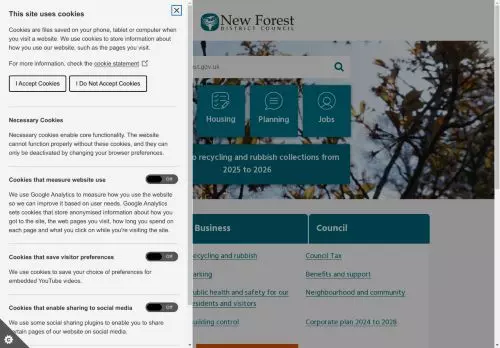 This site uses cookies
Cookies are files saved on your phone, tablet or computer when
you visit a website. We use cookies to store information about
how you use our website, such as the pages you visit.
For more information, check the cookie statement
I Accept Cookies
I Do Not Accept Cookies
Necessary Cookies
Necessary cookies enable core functionality. The website
cannot function properly without these cookies, and they can
only be deactivated by changing your browser preferences.
Cookies that measure website use
Off
We use Google Analytics to measure how you use the website
so we can improve it based on user needs. Google Analytics
sets cookies that store anonymised information about how you
got to the site, the web pages you visit, how long you spend on
each page and what you click on while you're visiting the site.
Cookies that save visitor preferences
Off
We use cookies to save your choice of preferences for
embedded YouTube videos.
Cookies that enable sharing to social media
Off
We use some social sharing plugins to enable you to share
certain pages of our website on social media.
New Forest
DISTRICT COUNCIL
st.gov.uk
Housing
Planning
Jobs
o recycling and rubbish collections from
2025 to 2026
Business
Council
ecycling and rubbish
Council Tax
arking
Benefits and support
ublic health and safety for our
esidents and visitors
Neighbourhood and community
uilding control
Corporate plan 2024 to 2028